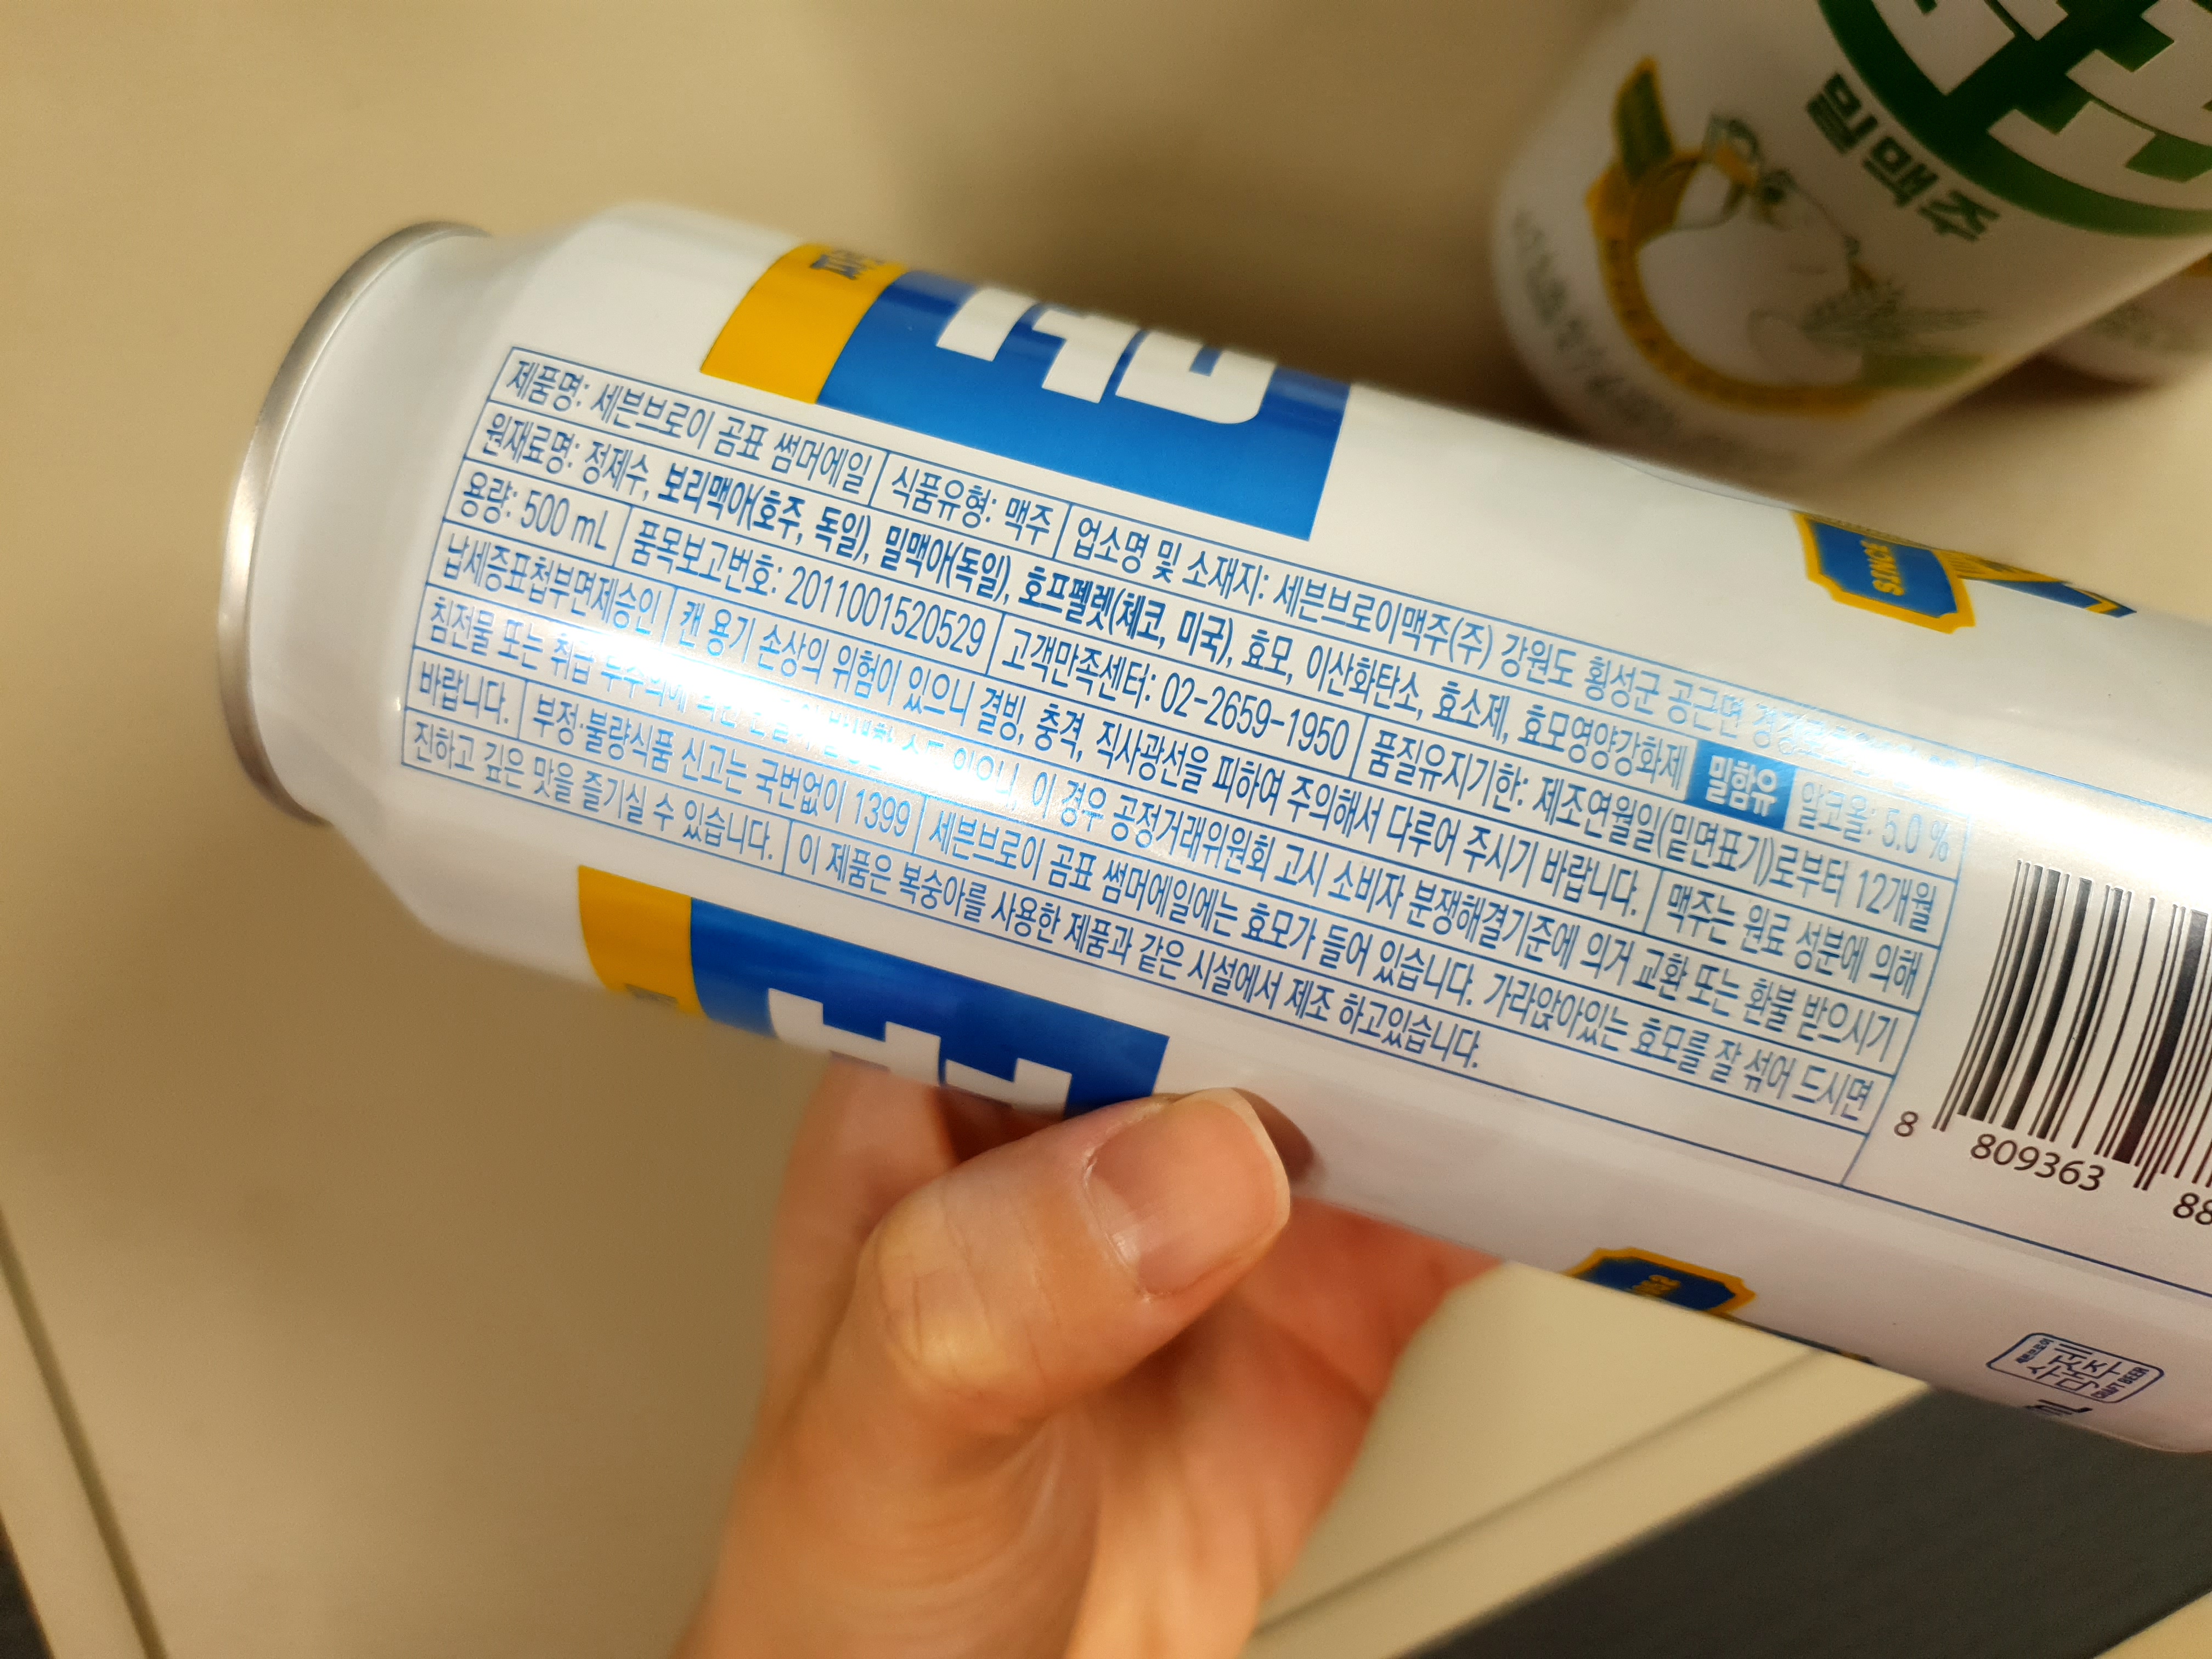 밀맥주
제품명: 세븐브로이 곰표 썸머에일 식품유형: 맥주 업소명 및 소재지: 세븐브로이맥주(주) 강원도 횡성군 공근면
원재료명: 정제수, 보리맥아(호주, 독일), 밀맥아(독일), 호프펠렛(체코, 미국), 효모, 이산화탄소, 효소제, 효모영양강화제 밀함유 알코올: 5.0 %
용량: 500 mL 품목보고번호: 2011001520529 고객만족센터: 02-2659-1950 품질유지기한: 제조연월일(밑면표기)로부터 12개월
납세증표첩부면제승인 캔 용기 손상의 위험이 있으니 결빙, 충격, 직사광선을 피하여 주의해서 다루어 주시기 바랍니다. 맥주는 원료 성분에 의해
침전물 또는 취급 있으니, 이 경우 공정거래위원회 고시 소비자 분쟁해결기준에 의거 교환 또는 환불 받으시기
바랍니다. 부정·불량식품 신고는 국번없이 1399 세븐브로이 곰표 썸머에일에는 효모가 들어 있습니다. 가라앉아있는 효모를 잘 섞어 드시면
진하고 깊은 맛을 즐기실 수 있습니다. 이 제품은 복숭아를 사용한 제품과 같은 시설에서 제조 하고있습니다.
SINCE
8 809363 88
수제
맥주
CRAFT BEER